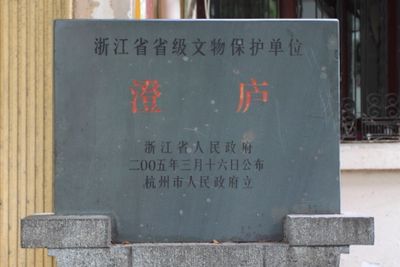 浙江省省级文物保护单位
澄庐
浙江省人民政府
二〇〇五年三月十六日公布
杭州市人民政府立